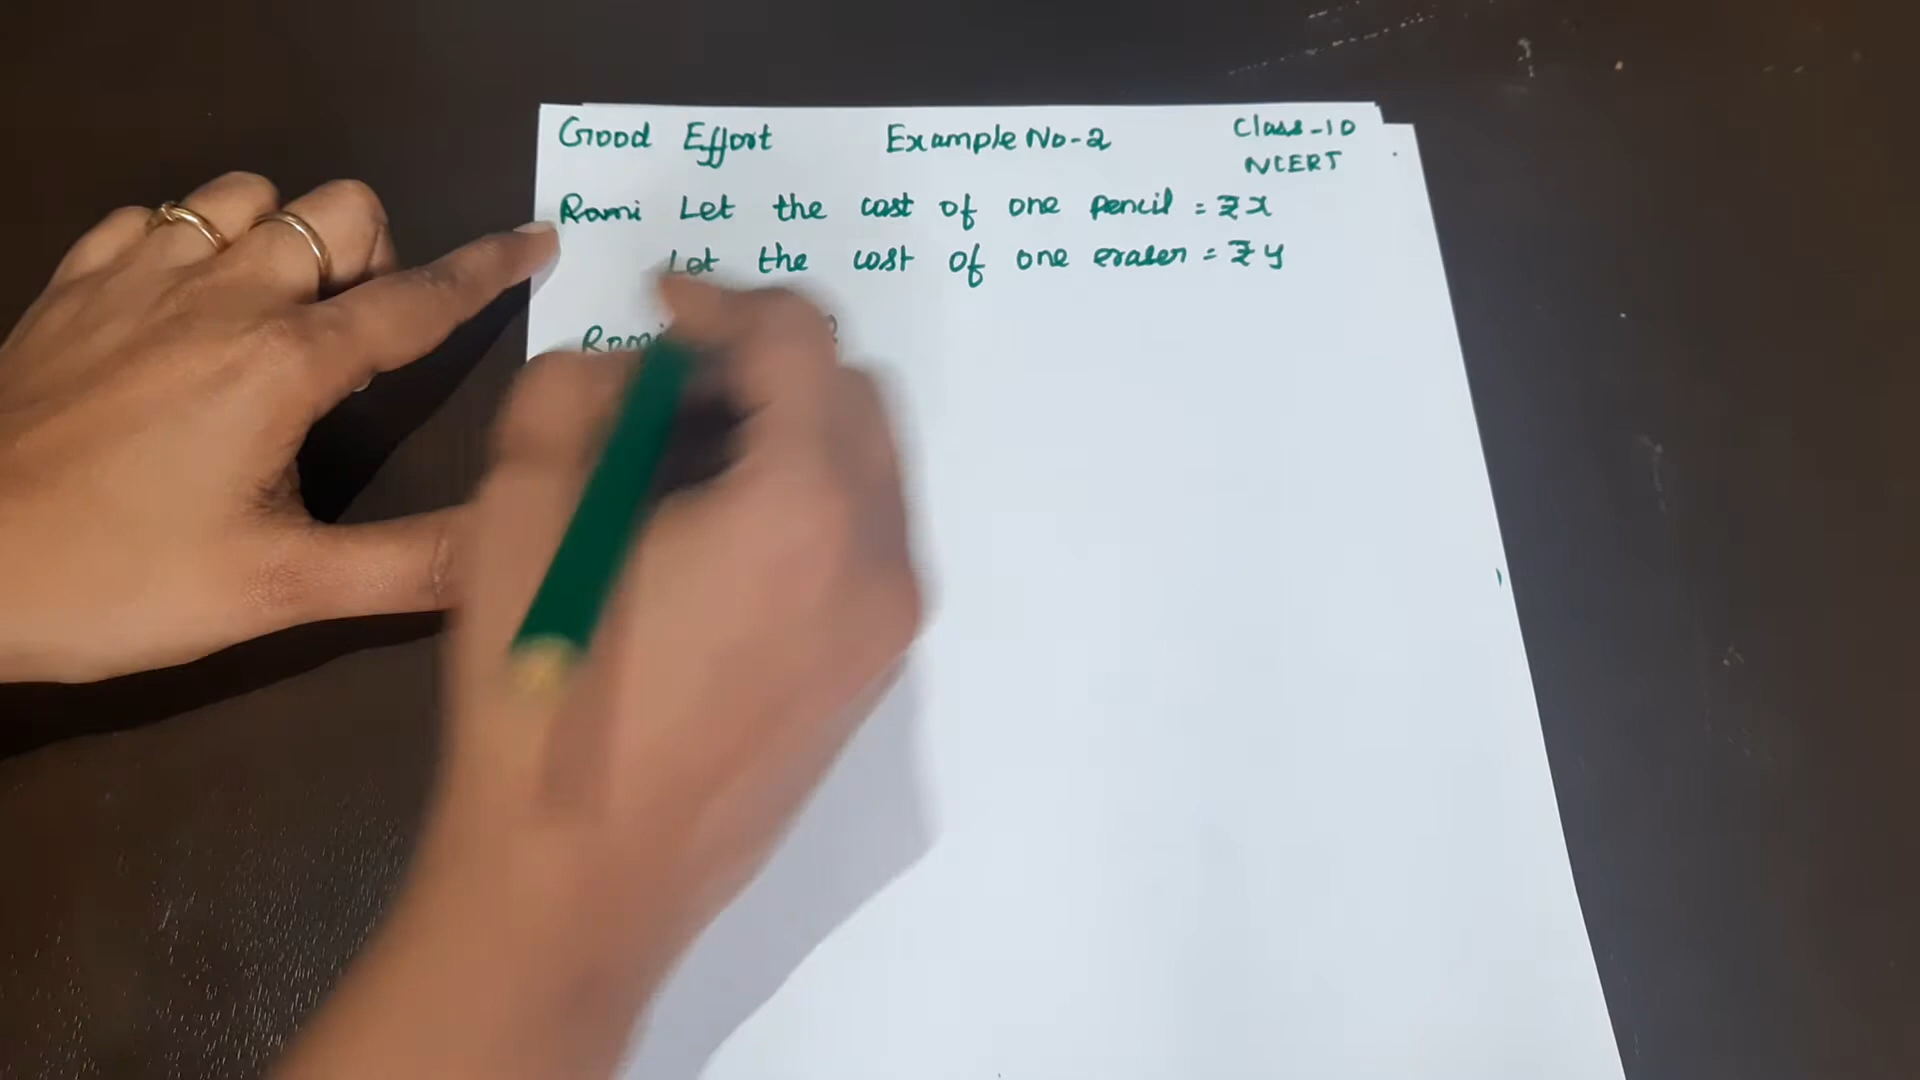 Good Effort Example No-2 Class-10
NCERT
Rami Let the cost of one pencil = ₹x
Let the cost of one eraser = ₹y
Rami